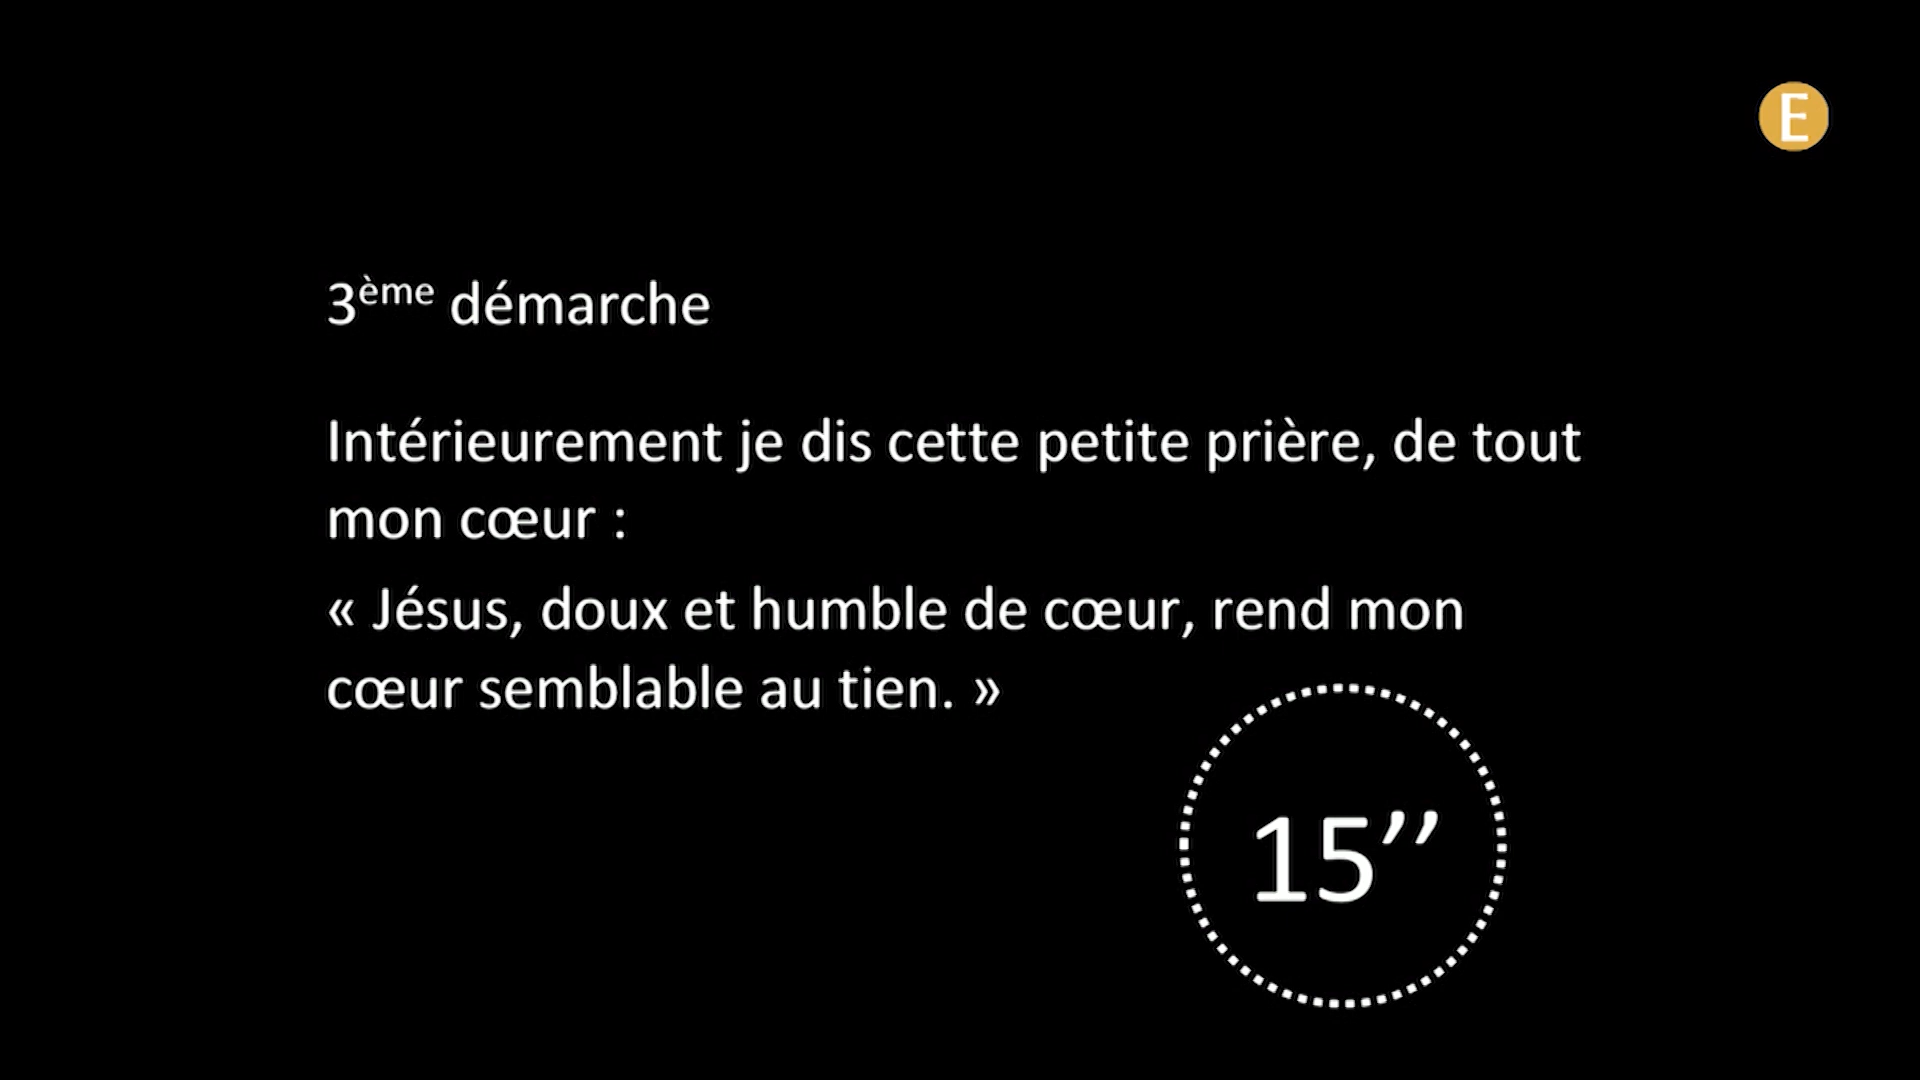 E
3ème démarche
Intérieurement je dis cette petite prière, de tout
mon cœur :
« Jésus, doux et humble de cœur, rend mon
cœur semblable au tien. »
15’’